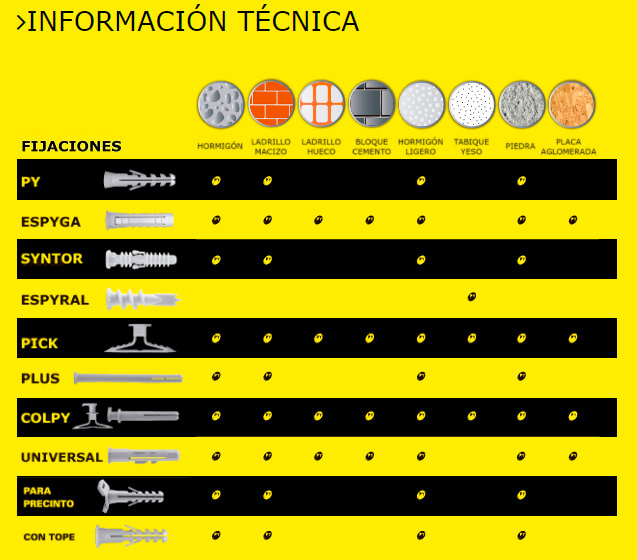 >INFORMACIÓN TÉCNICA
FIJACIONES
HORMIGÓN
LADRILLO
MACIZO
LADRILLO
HUECO
BLOQUE
CEMENTO
HORMIGÓN
LIGERO
TABIQUE
YESO
PIEDRA
PLACA
AGLOMERADA
PY
ESPYGA
SYNTOR
ESPYRAL
PICK
PLUS
COLPY
UNIVERSAL
PARA
PRECINTO
CON TOPE